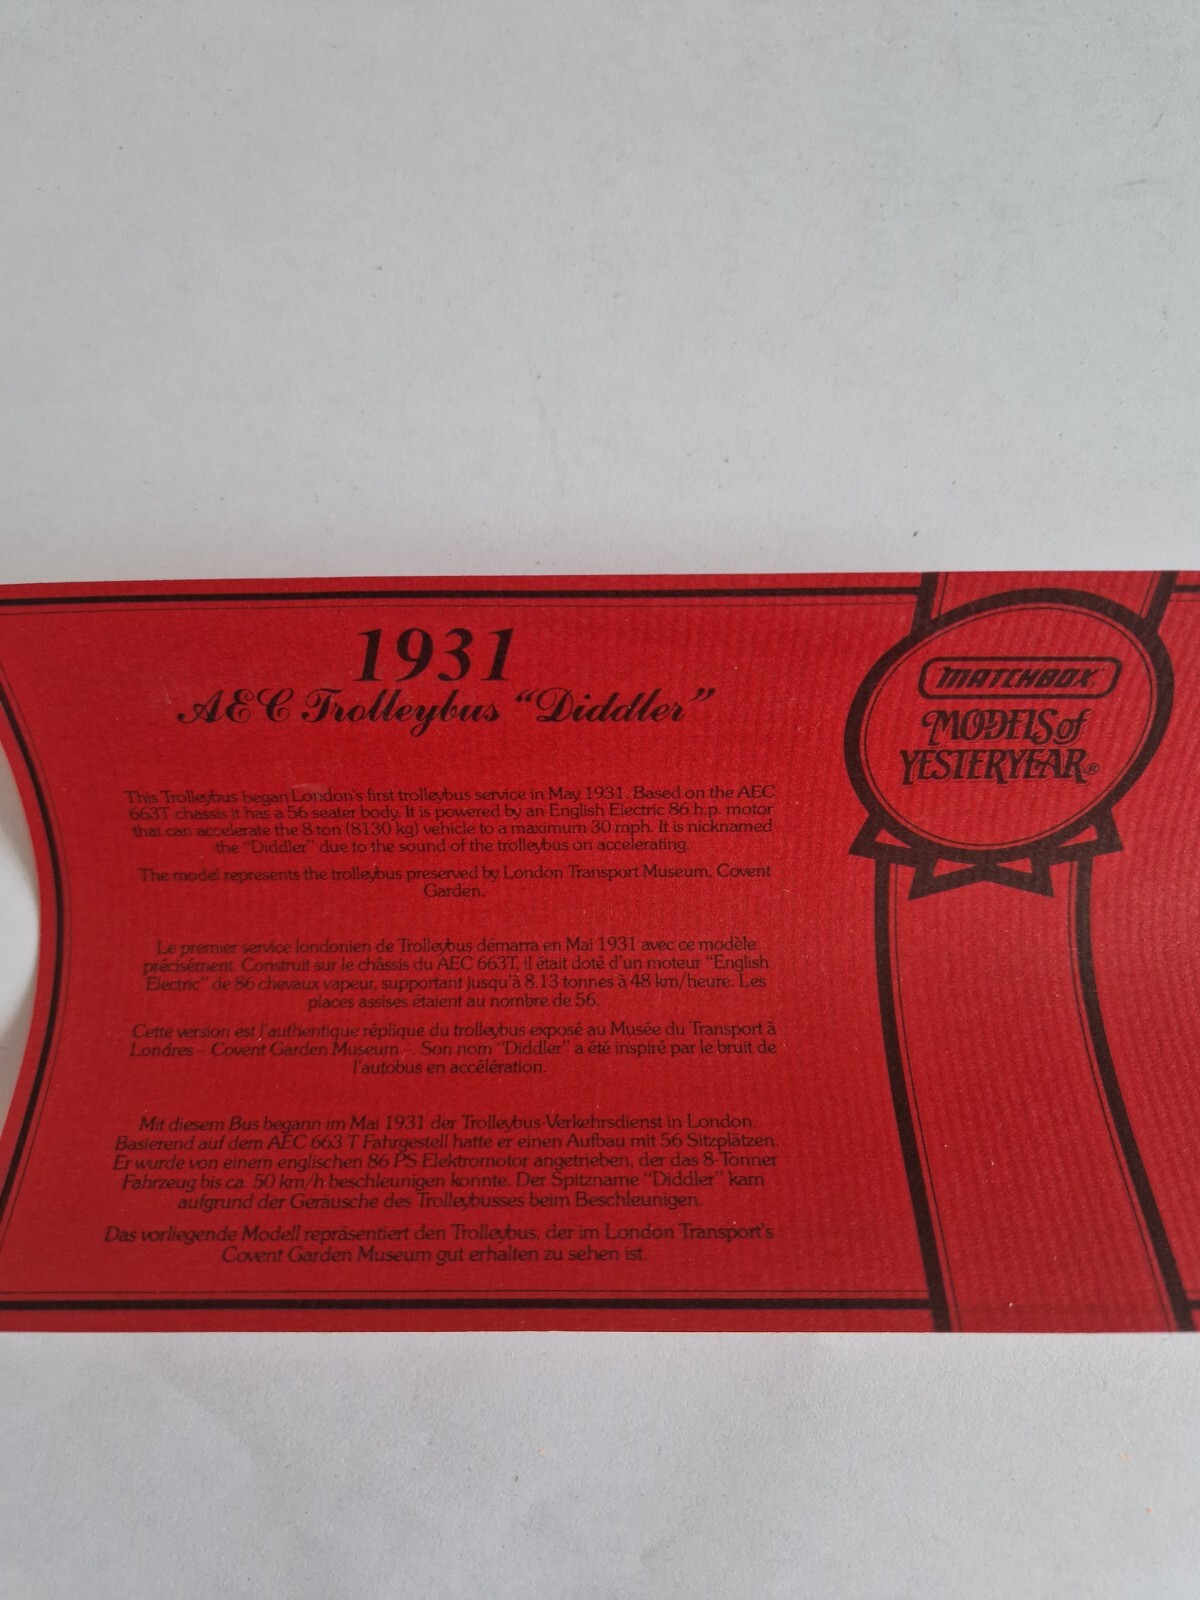 1931
AEC Trolleybus “Diddler”
This Trolleybus began London's first trolleybus service in May 1931. Based on the AEC
663T chassis it has a 56 seater body. It is powered by an English Electric 86 h.p. motor
that can accelerate the 8 ton (8130 kg) vehicle to a maximum 30 mph. It is nicknamed
the “Diddler” due to the sound of the trolleybus on accelerating.
The model represents the trolleybus preserved by London Transport Museum, Covent
Garden.
Le premier service londonien de Trolleybus démarra en Mai 1931 avec ce modèle
précisément. Construit sur le châssis du AEC 663T, il était doté d'un moteur “English
Electric” de 86 chevaux vapeur, supportant jusqu'à 8.13 tonnes à 48 km/heure. Les
places assises étaient au nombre de 56.
Cette version est l'authentique réplique du trolleybus exposé au Musée du Transport à
Londres – Covent Garden Museum –. Son nom “Diddler” a été inspiré par le bruit de
l'autobus en accélération.
Mit diesem Bus begann im Mai 1931 der Trolleybus-Verkehrsdienst in London.
Basierend auf dem AEC 663 T Fahrgestell hatte er einen Aufbau mit 56 Sitzplätzen.
Er wurde von einem englischen 86 PS Elektromotor angetrieben, der das 8-Tonner
Fahrzeug bis ca. 50 km/h beschleunigen konnte. Der Spitzname “Diddler” kam
aufgrund der Geräusche des Trolleybusses beim Beschleunigen.
Das vorliegende Modell repräsentiert den Trolleybus, der im London Transport's
Covent Garden Museum gut erhalten zu sehen ist.
MATCHBOX
MODELS of
YESTERYEAR®